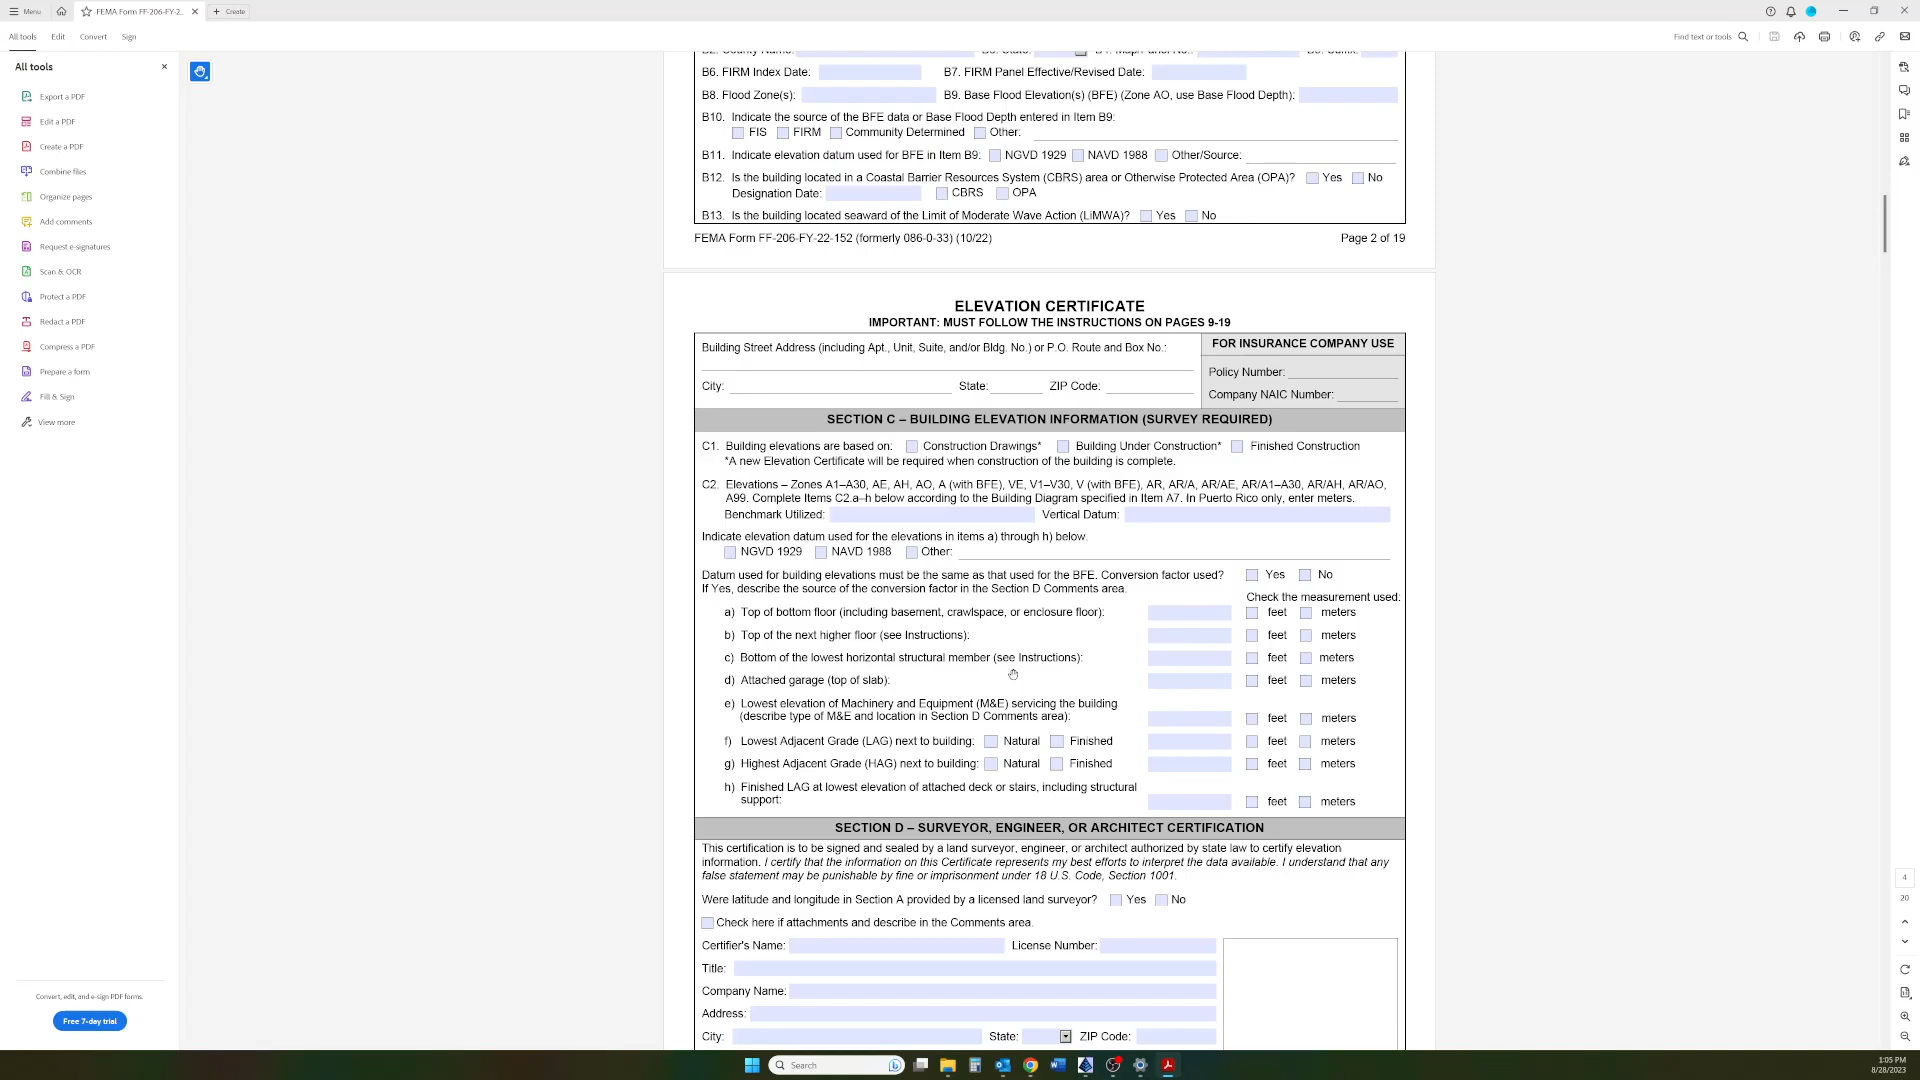 Menu
FEMA Form FF-206-FY-2...
Create
All tools
Edit
Convert
Sign
Find text or tools
All tools
Export a PDF
Edit a PDF
Create a PDF
Combine files
Organize pages
Add comments
Request e-signatures
Scan & OCR
Protect a PDF
Redact a PDF
Compress a PDF
Prepare a form
Fill & Sign
View more
Convert, edit, and e-sign PDF forms.
Free 7-day trial
B6. FIRM Index Date: B7. FIRM Panel Effective/Revised Date:
B8. Flood Zone(s): B9. Base Flood Elevation(s) (BFE) (Zone AO, use Base Flood Depth):
B10. Indicate the source of the BFE data or Base Flood Depth entered in Item B9:
FIS FIRM Community Determined Other:
B11. Indicate elevation datum used for BFE in Item B9: NGVD 1929 NAVD 1988 Other/Source:
B12. Is the building located in a Coastal Barrier Resources System (CBRS) area or Otherwise Protected Area (OPA)? Yes No
Designation Date: CBRS OPA
B13. Is the building located seaward of the Limit of Moderate Wave Action (LiMWA)? Yes No
FEMA Form FF-206-FY-22-152 (formerly 086-0-33) (10/22) Page 2 of 19
ELEVATION CERTIFICATE
IMPORTANT: MUST FOLLOW THE INSTRUCTIONS ON PAGES 9-19
Building Street Address (including Apt., Unit, Suite, and/or Bldg. No.) or P.O. Route and Box No.:
City: State: ZIP Code:
FOR INSURANCE COMPANY USE
Policy Number:
Company NAIC Number:
SECTION C – BUILDING ELEVATION INFORMATION (SURVEY REQUIRED)
C1. Building elevations are based on: Construction Drawings* Building Under Construction* Finished Construction
*A new Elevation Certificate will be required when construction of the building is complete.
C2. Elevations – Zones A1–A30, AE, AH, AO, A (with BFE), VE, V1–V30, V (with BFE), AR, AR/A, AR/AE, AR/A1–A30, AR/AH, AR/AO,
A99. Complete Items C2.a–h below according to the Building Diagram specified in Item A7. In Puerto Rico only, enter meters.
Benchmark Utilized: Vertical Datum:
Indicate elevation datum used for the elevations in items a) through h) below.
NGVD 1929 NAVD 1988 Other:
Datum used for building elevations must be the same as that used for the BFE. Conversion factor used? Yes No
If Yes, describe the source of the conversion factor in the Section D Comments area.
Check the measurement used:
a) Top of bottom floor (including basement, crawlspace, or enclosure floor): feet meters
b) Top of the next higher floor (see Instructions): feet meters
c) Bottom of the lowest horizontal structural member (see Instructions): feet meters
d) Attached garage (top of slab): feet meters
e) Lowest elevation of Machinery and Equipment (M&E) servicing the building
(describe type of M&E and location in Section D Comments area): feet meters
f) Lowest Adjacent Grade (LAG) next to building: Natural Finished feet meters
g) Highest Adjacent Grade (HAG) next to building: Natural Finished feet meters
h) Finished LAG at lowest elevation of attached deck or stairs, including structural
support: feet meters
SECTION D – SURVEYOR, ENGINEER, OR ARCHITECT CERTIFICATION
This certification is to be signed and sealed by a land surveyor, engineer, or architect authorized by state law to certify elevation
information. I certify that the information on this Certificate represents my best efforts to interpret the data available. I understand that any
false statement may be punishable by fine or imprisonment under 18 U.S. Code, Section 1001.
Were latitude and longitude in Section A provided by a licensed land surveyor? Yes No
Check here if attachments and describe in the Comments area.
Certifier's Name: License Number:
Title:
Company Name:
Address:
City: State: ZIP Code:
4
20
Search
1:05 PM
8/28/2023